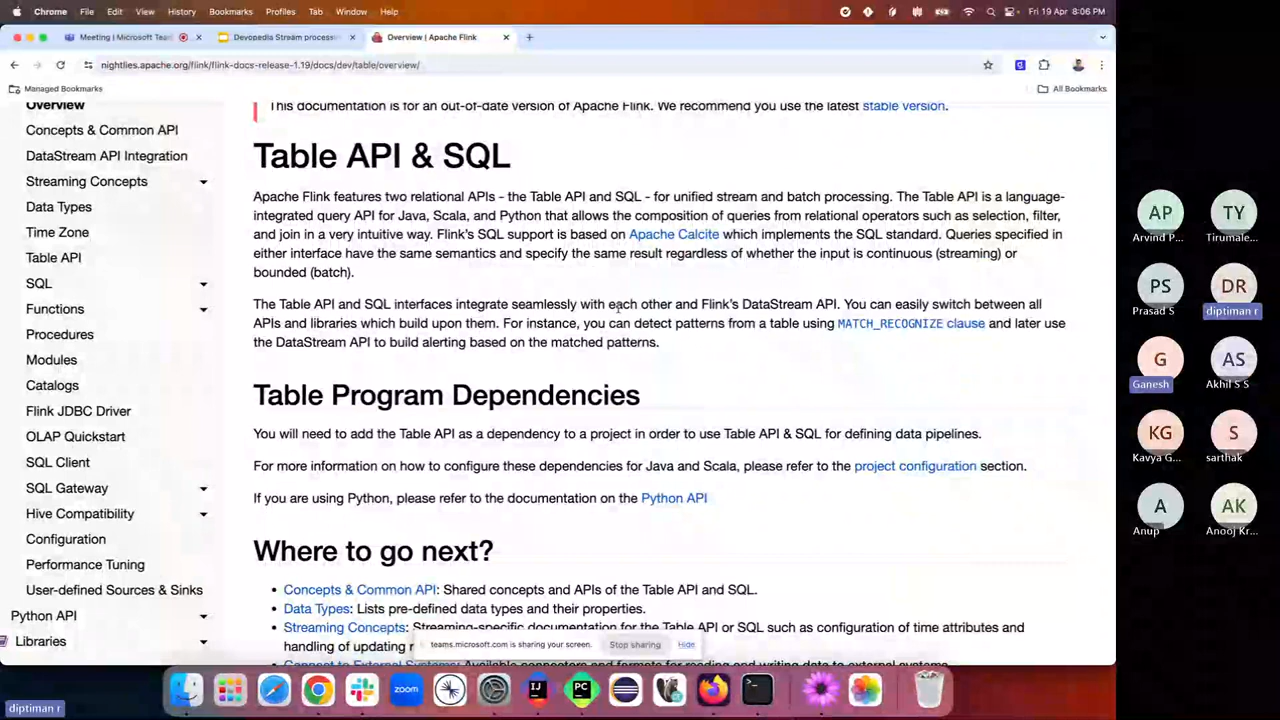 Chrome File Edit View History Bookmarks Profiles Tab Window Help Fri 19 Apr 8:06 PM
Meeting | Microsoft Team Devopedia Stream process Overview | Apache Flink
nightlies.apache.org/flink/flink-docs-release-1.19/docs/dev/table/overview/
Managed Bookmarks All Bookmarks
Overview
Concepts & Common API
DataStream API Integration
Streaming Concepts
Data Types
Time Zone
Table API
SQL
Functions
Procedures
Modules
Catalogs
Flink JDBC Driver
OLAP Quickstart
SQL Client
SQL Gateway
Hive Compatibility
Configuration
Performance Tuning
User-defined Sources & Sinks
Python API
Libraries
This documentation is for an out-of-date version of Apache Flink. We recommend you use the latest stable version.
Table API & SQL
Apache Flink features two relational APIs - the Table API and SQL - for unified stream and batch processing. The Table API is a language-
integrated query API for Java, Scala, and Python that allows the composition of queries from relational operators such as selection, filter,
and join in a very intuitive way. Flink's SQL support is based on Apache Calcite which implements the SQL standard. Queries specified in
either interface have the same semantics and specify the same result regardless of whether the input is continuous (streaming) or
bounded (batch).
The Table API and SQL interfaces integrate seamlessly with each other and Flink's DataStream API. You can easily switch between all
APIs and libraries which build upon them. For instance, you can detect patterns from a table using MATCH_RECOGNIZE clause and later use
the DataStream API to build alerting based on the matched patterns.
Table Program Dependencies
You will need to add the Table API as a dependency to a project in order to use Table API & SQL for defining data pipelines.
For more information on how to configure these dependencies for Java and Scala, please refer to the project configuration section.
If you are using Python, please refer to the documentation on the Python API
Where to go next?
• Concepts & Common API: Shared concepts and APIs of the Table API and SQL.
• Data Types: Lists pre-defined data types and their properties.
• Streaming Concepts: Streaming-specific documentation for the Table API or SQL such as configuration of time attributes and
handling of updating r
Connect to External Systems: Available connectors and formats for reading and writing data to external systems.
teams.microsoft.com is sharing your screen. Stop sharing Hide
zoom
IJ
PC
AP TY
Arvind P... Tirumale...
PS DR
Prasad S diptiman r
G AS
Ganesh Akhil S S
KG S
Kavya G... sarthak
A AK
Anup Anooj Kr...
diptiman r